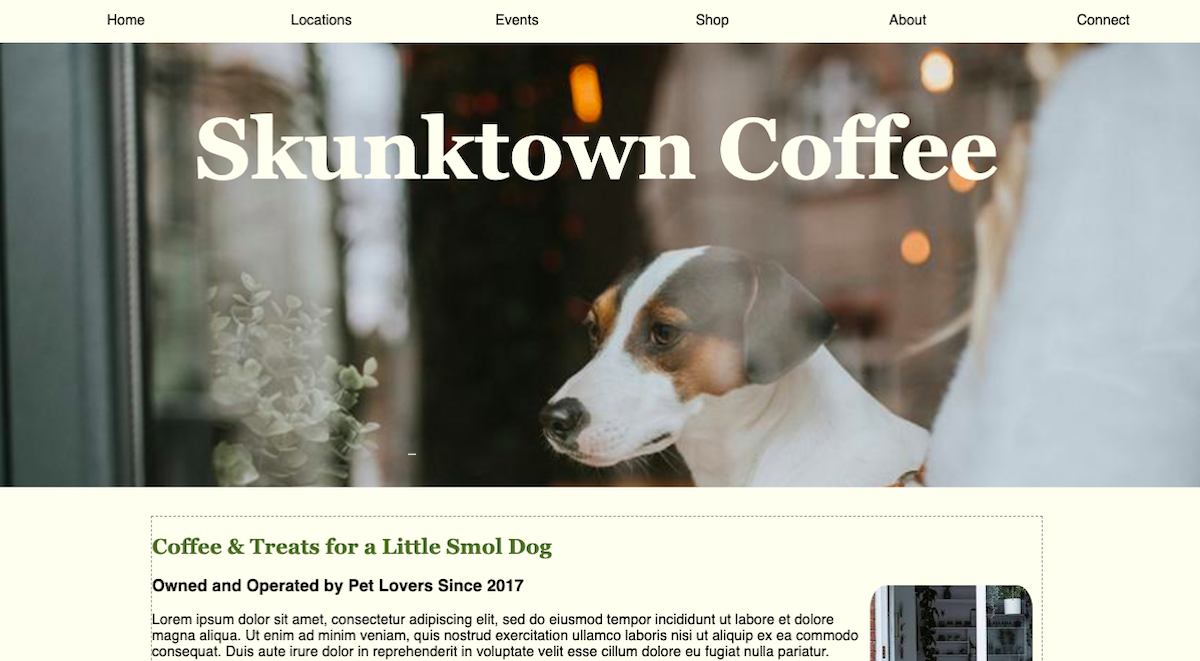 Home Locations Events Shop About Connect
Skunktown Coffee
Coffee & Treats for a Little Smol Dog
Owned and Operated by Pet Lovers Since 2017
Lorem ipsum dolor sit amet, consectetur adipiscing elit, sed do eiusmod tempor incididunt ut labore et dolore
magna aliqua. Ut enim ad minim veniam, quis nostrud exercitation ullamco laboris nisi ut aliquip ex ea commodo
consequat. Duis aute irure dolor in reprehenderit in voluptate velit esse cillum dolore eu fugiat nulla pariatur.